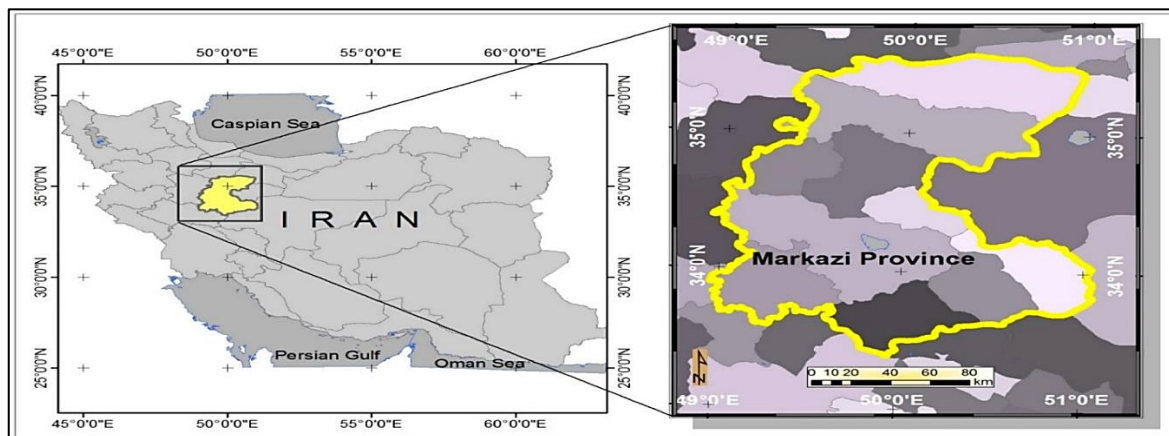 45°0'0"E 50°0'0"E 55°0'0"E 60°0'0"E
40°0'0"N
35°0'0"N
30°0'0"N
25°0'0"N
Caspian Sea
I R A N
Persian Gulf
Oman Sea
40°0'0"N
35°0'0"N
30°0'0"N
25°0'0"N
45°0'0"E 50°0'0"E 55°0'0"E 60°0'0"E
49°0'E 50°0'E 51°0'E
35°0'N
34°0'N
Markazi Province
35°0'N
34°0'N
N
0 10 20 40 60 80
km
49°0'E 50°0'E 51°0'E